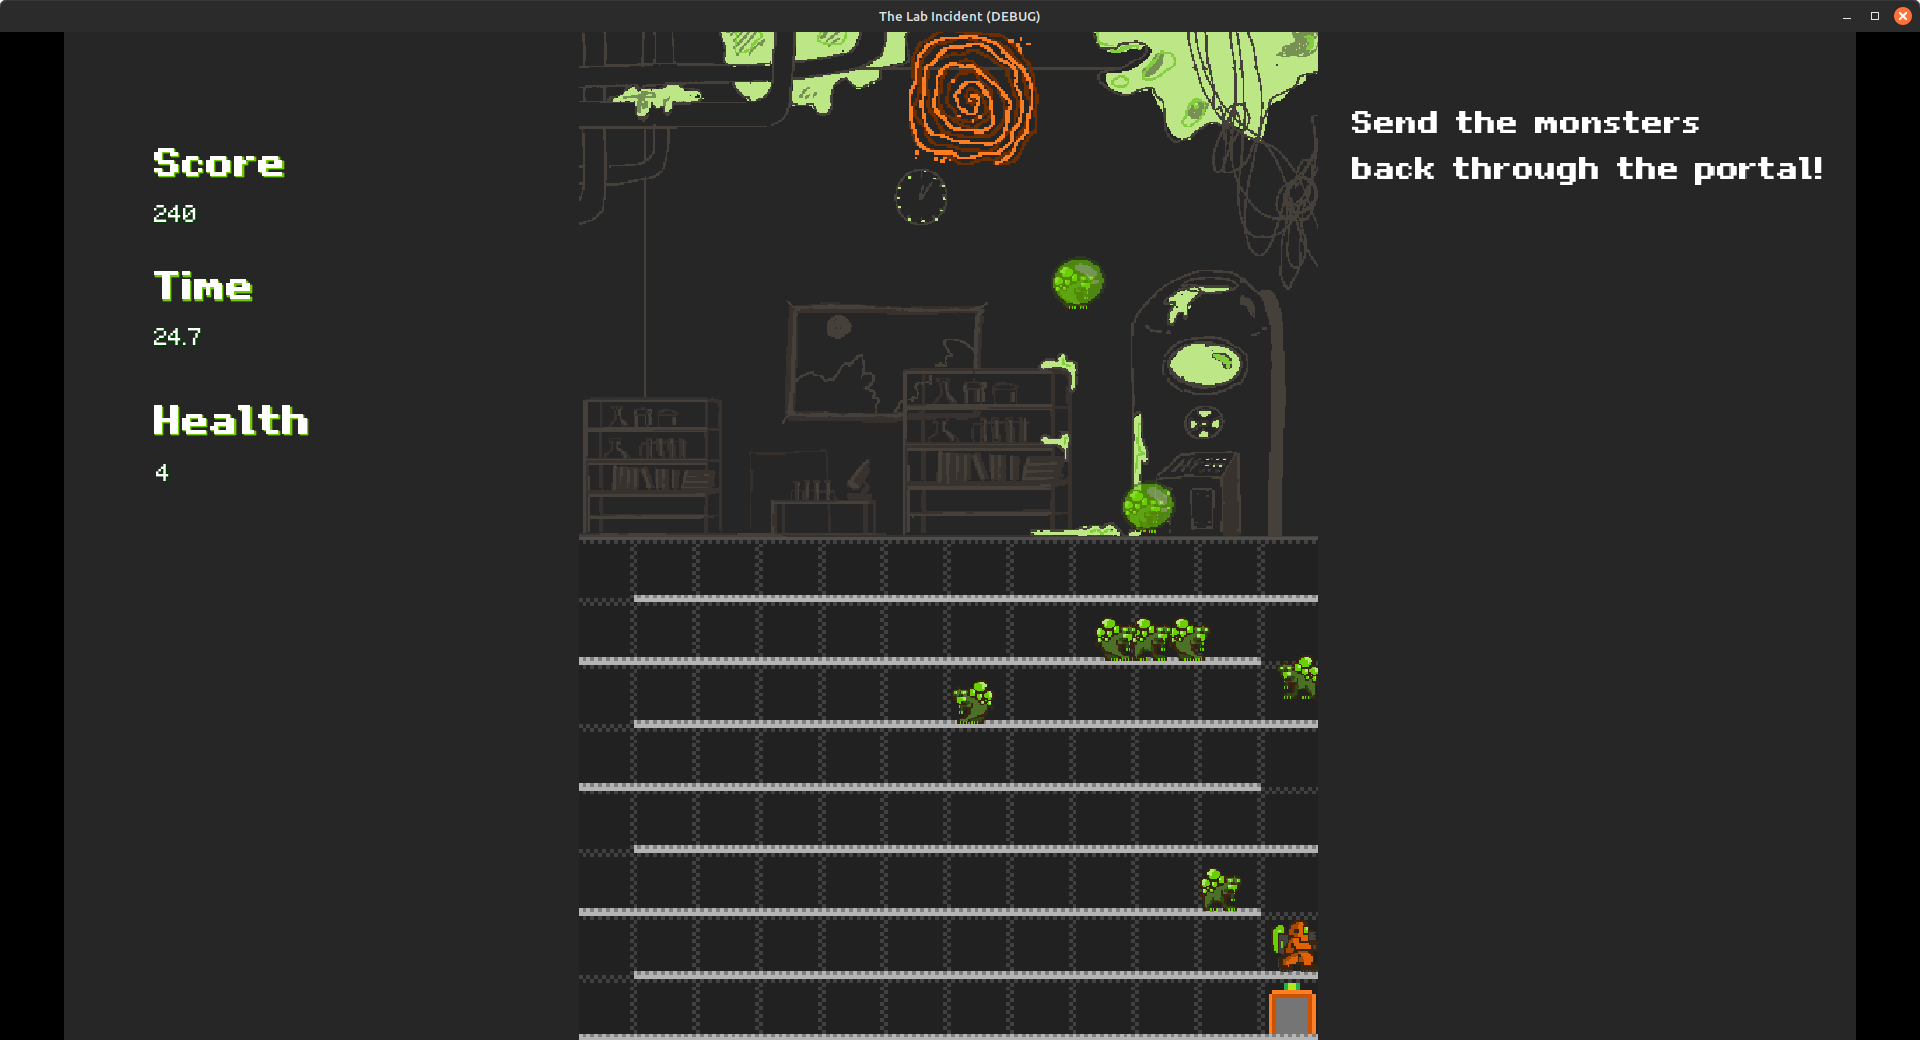 The Lab Incident (DEBUG)
Score
240
Time
24.7
Health
4
Send the monsters
back through the portal!